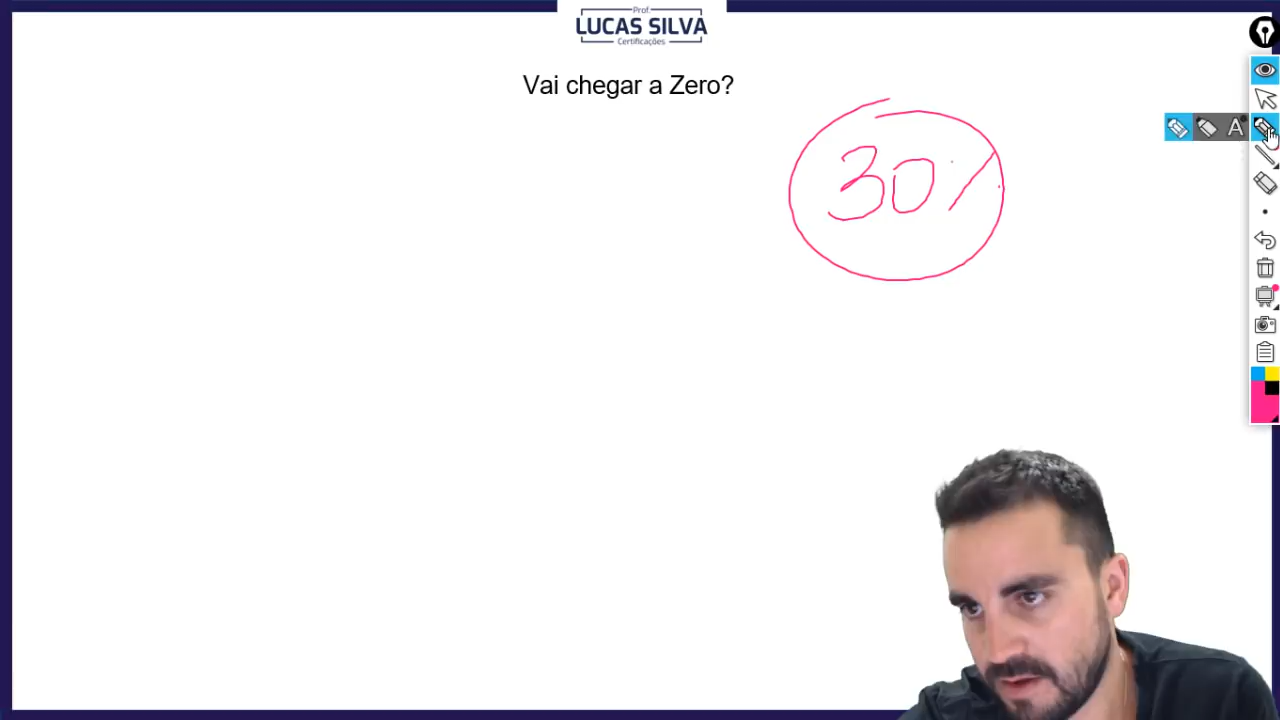 Prof.
LUCAS SILVA
Certificações
Vai chegar a Zero?
30%
A